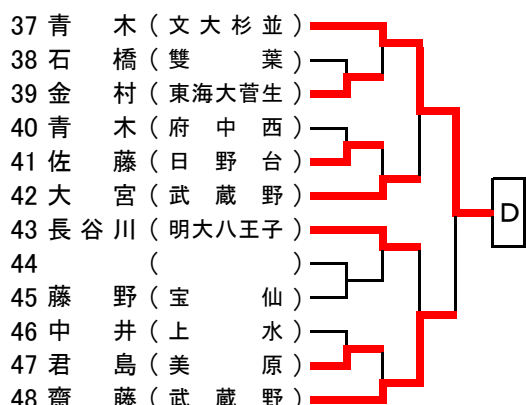 37 青木（文大杉並）
38 石橋（雙葉）
39 金村（東海大菅生）
40 青木（府中西）
41 佐藤（日野台）
42 大宮（武蔵野）
43 長谷川（明大八王子）
44 （ ）
45 藤野（宝仙）
46 中井（上水）
47 君島（美原）
48 齋藤（武蔵野）
D